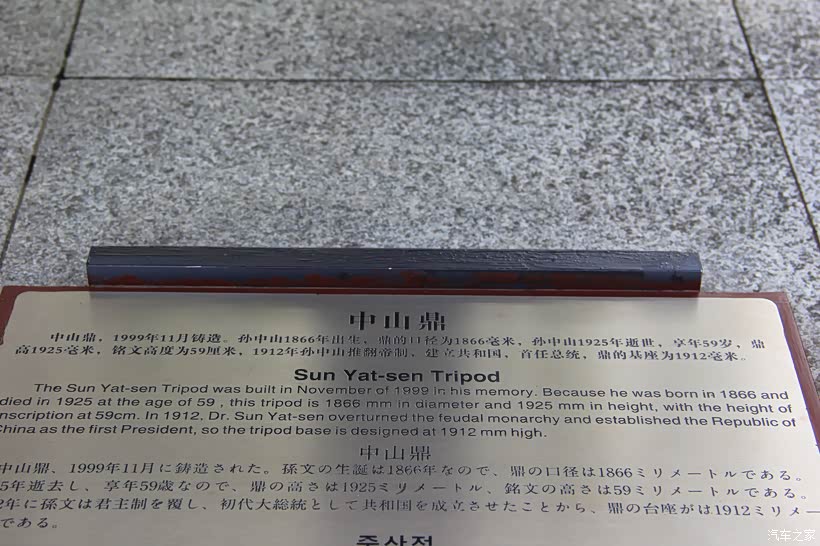 中山鼎
中山鼎，1999年11月铸造。孙中山1866年出生，鼎的口径为1866毫米，孙中山1925年逝世，享年59岁，鼎
高1925毫米，铭文高度为59厘米，1912年孙中山推翻帝制、建立共和国，首任总统，鼎的基座为1912毫米。
Sun Yat-sen Tripod
The Sun Yat-sen Tripod was built in November of 1999 in his memory. Because he was born in 1866 and
died in 1925 at the age of 59 , this tripod is 1866 mm in diameter and 1925 mm in height, with the height of
nscription at 59cm. In 1912, Dr. Sun Yat-sen overturned the feudal monarchy and established the Republic of
China as the first President, so the tripod base is designed at 1912 mm high.
中山鼎
中山鼎、1999年11月に鋳造された。孫文の生誕は1866年なので、鼎の口径は1866ミリメートルである。
5年逝去し、享年59歳なので、鼎の高さは1925ミリメートル、銘文の高さは59ミリメートルである。
2年に孫文は君主制を覆し、初代大総統として共和国を成立させたことから、鼎の台座がは1912ミリメー
である。
중산정
汽车之家